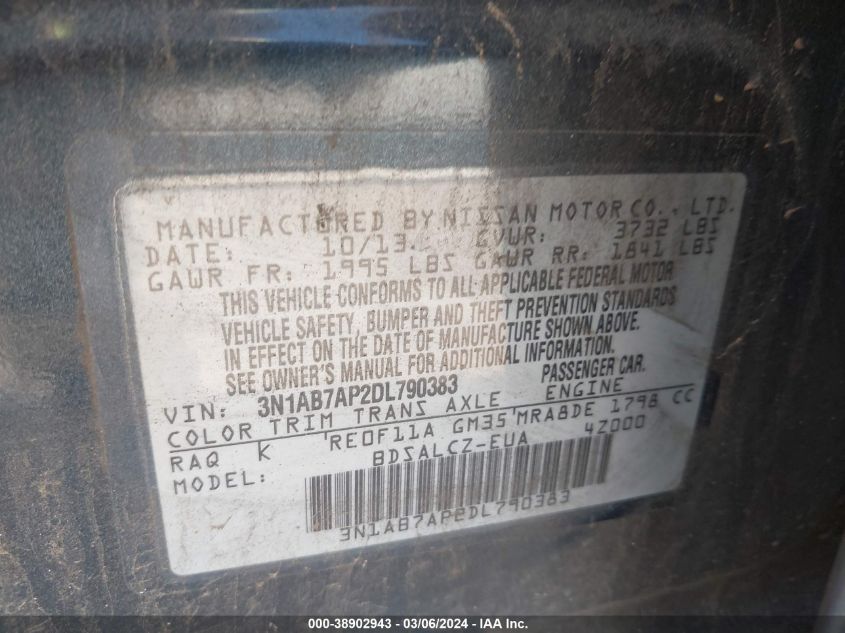 MANUFACTURED BY NISSAN MOTOR CO., LTD.
DATE: 10/13 GVWR: 3732 LBS
GAWR FR: 1995 LBS GAWR RR: 1841 LBS
THIS VEHICLE CONFORMS TO ALL APPLICABLE FEDERAL MOTOR
VEHICLE SAFETY, BUMPER AND THEFT PREVENTION STANDARDS
IN EFFECT ON THE DATE OF MANUFACTURE SHOWN ABOVE.
SEE OWNER'S MANUAL FOR ADDITIONAL INFORMATION.
VIN: 3N1AB7AP2DL790383 PASSENGER CAR.
COLOR TRIM TRANS AXLE ENGINE
RAQ K 'RE0F11A GM35'MRA8DE 1798 CC
MODEL: BDSALCZ-EUA 4Z000
3N1AB7AP2DL790383
000-38902943 - 03/06/2024 - IAA Inc.